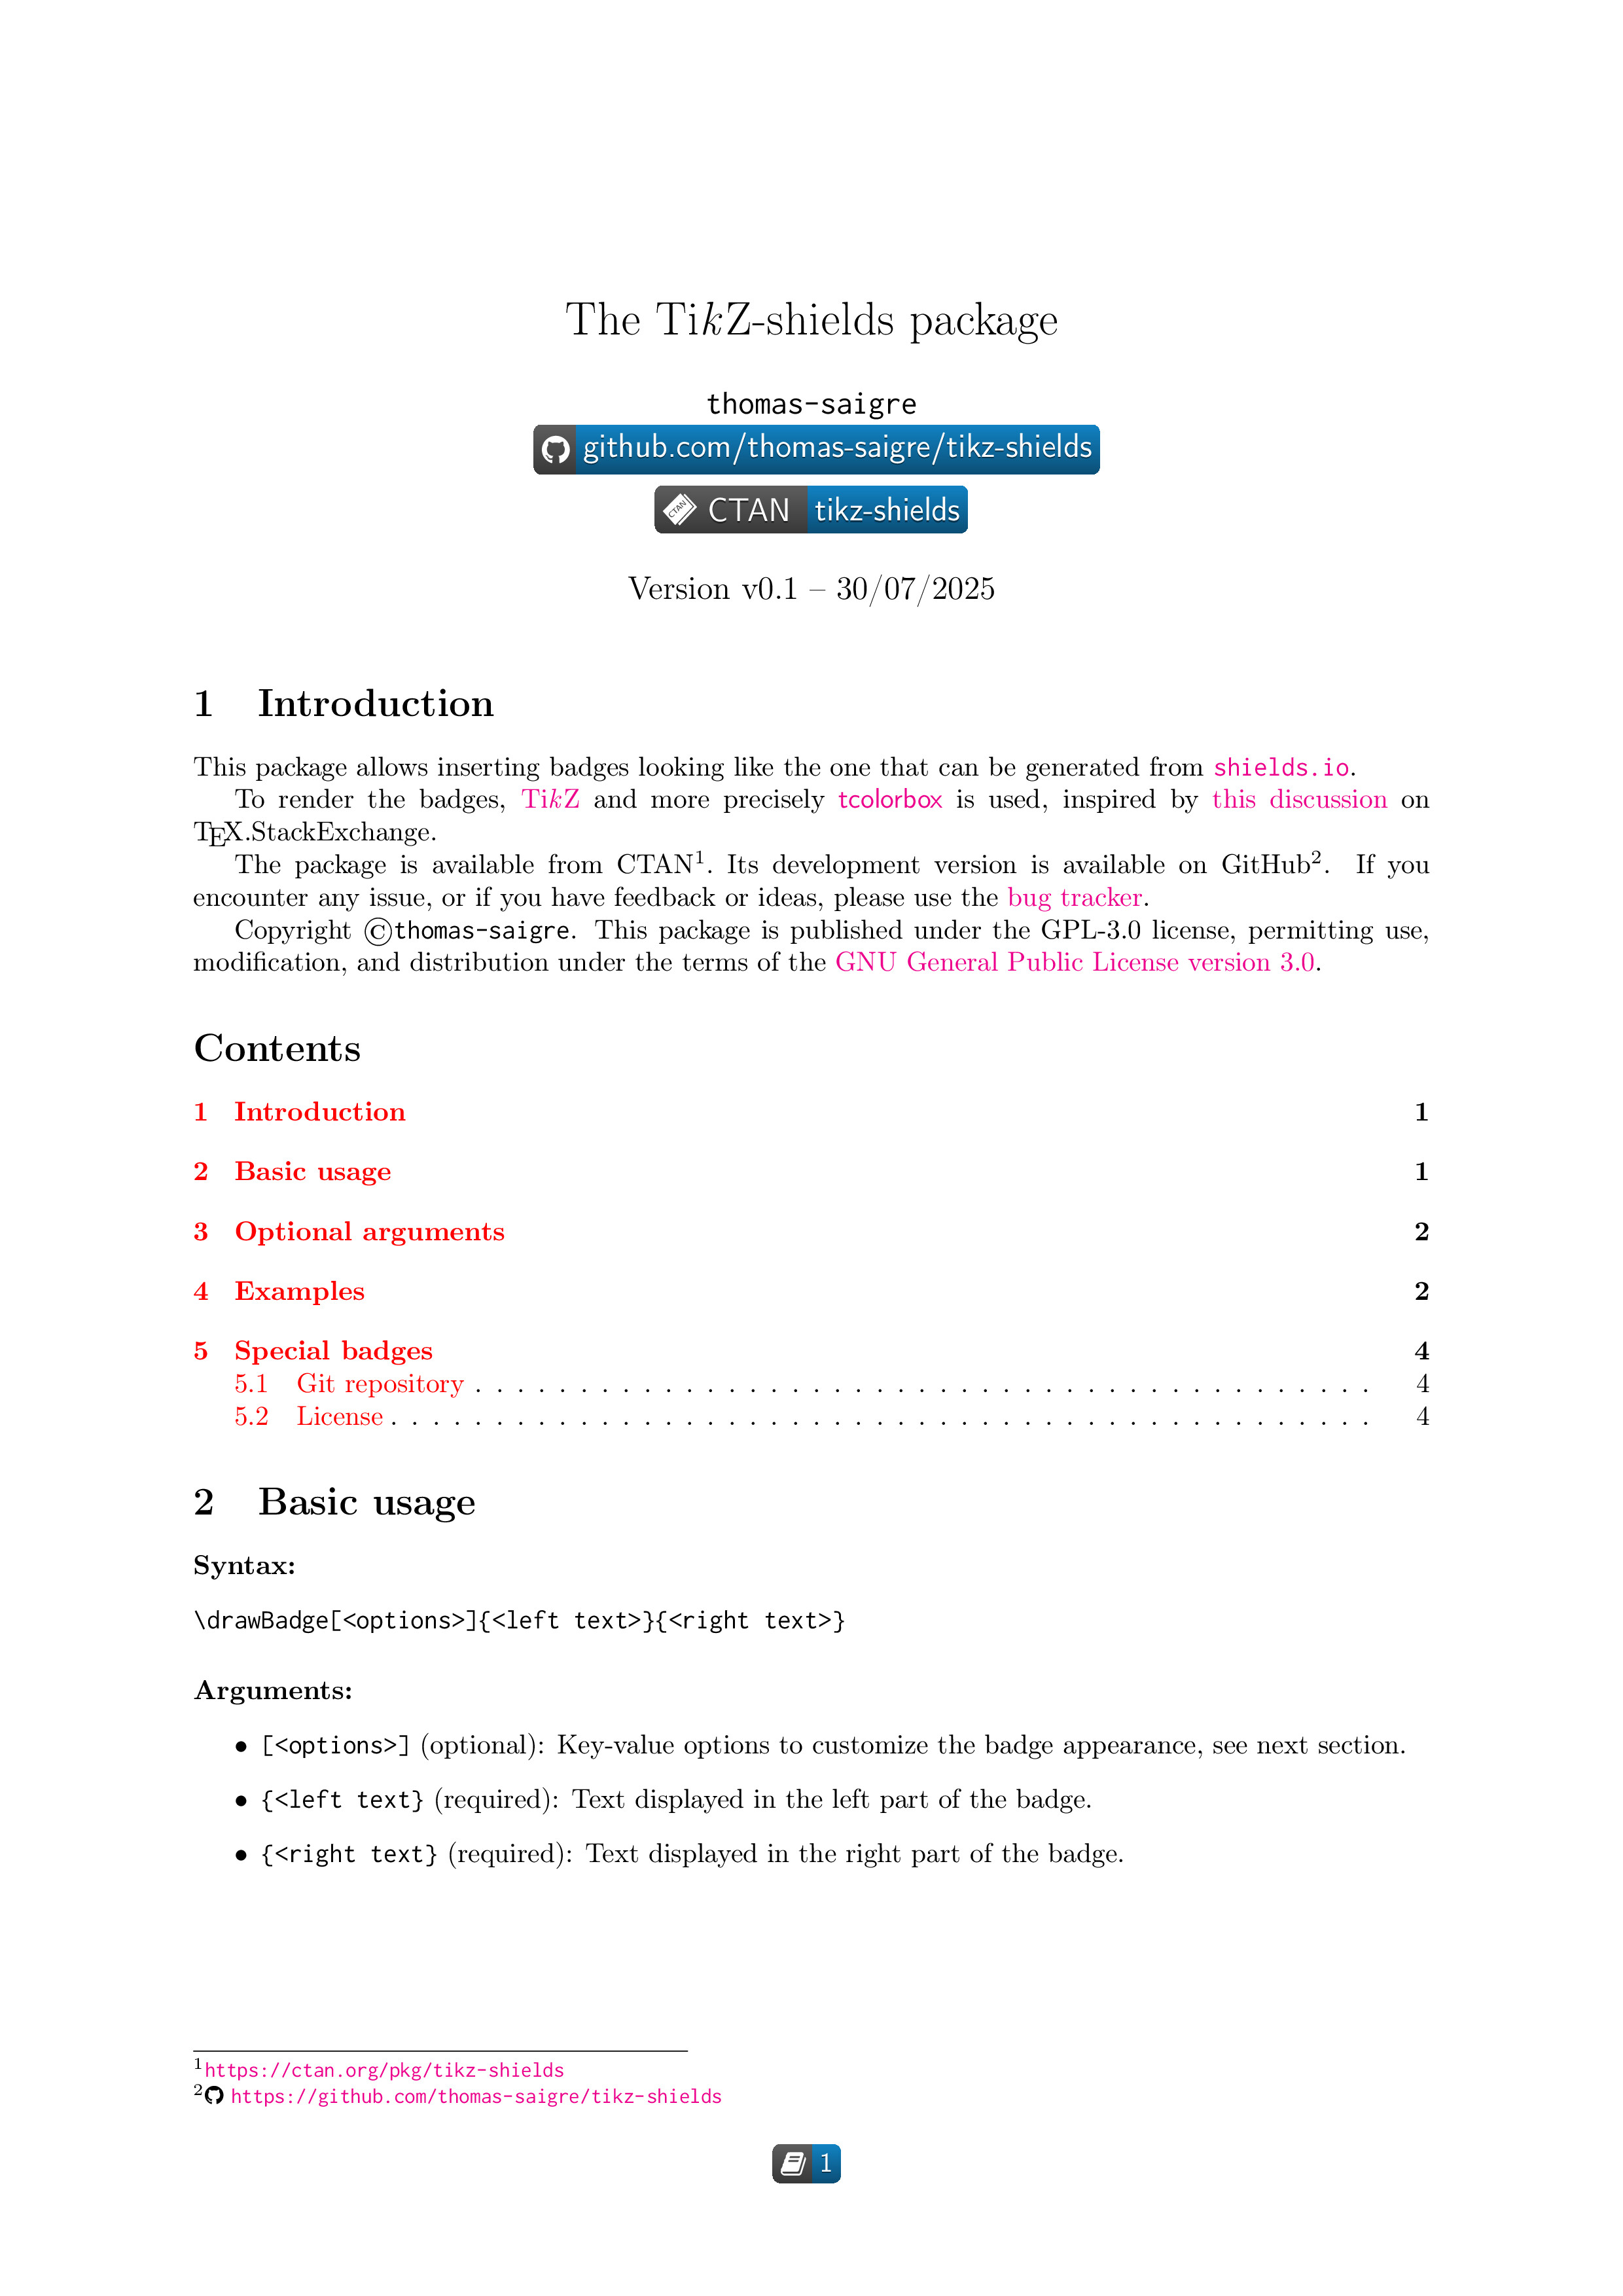 The TikZ-shields package
thomas-saigre
github.com/thomas-saigre/tikz-shields
CTAN CTAN tikz-shields
Version v0.1 – 30/07/2025
1 Introduction
This package allows inserting badges looking like the one that can be generated from shields.io.
To render the badges, TikZ and more precisely tcolorbox is used, inspired by this discussion on
TEX.StackExchange.
The package is available from CTAN1. Its development version is available on GitHub2. If you
encounter any issue, or if you have feedback or ideas, please use the bug tracker.
Copyright ©thomas-saigre. This package is published under the GPL-3.0 license, permitting use,
modification, and distribution under the terms of the GNU General Public License version 3.0.
Contents
1 Introduction 1
2 Basic usage 1
3 Optional arguments 2
4 Examples 2
5 Special badges 4
5.1 Git repository . . . . . . . . . . . . . . . . . . . . . . . . . . . . . . . . . . . . . . . . . . . 4
5.2 License . . . . . . . . . . . . . . . . . . . . . . . . . . . . . . . . . . . . . . . . . . . . . . . 4
2 Basic usage
Syntax:
\drawBadge[<options>]{<left text>}{<right text>}
Arguments:
• [<options>] (optional): Key-value options to customize the badge appearance, see next section.
• {<left text} (required): Text displayed in the left part of the badge.
• {<right text} (required): Text displayed in the right part of the badge.
1https://ctan.org/pkg/tikz-shields
2 https://github.com/thomas-saigre/tikz-shields
1